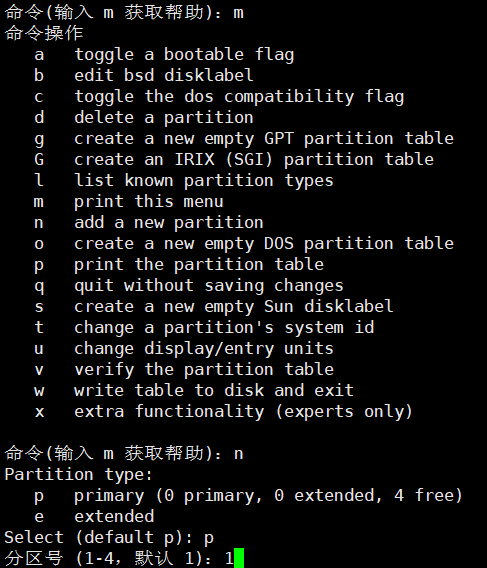 命令(输入 m 获取帮助)：m
命令操作
a   toggle a bootable flag
b   edit bsd disklabel
c   toggle the dos compatibility flag
d   delete a partition
g   create a new empty GPT partition table
G   create an IRIX (SGI) partition table
l   list known partition types
m   print this menu
n   add a new partition
o   create a new empty DOS partition table
p   print the partition table
q   quit without saving changes
s   create a new empty Sun disklabel
t   change a partition's system id
u   change display/entry units
v   verify the partition table
w   write table to disk and exit
x   extra functionality (experts only)
命令(输入 m 获取帮助)：n
Partition type:
p   primary (0 primary, 0 extended, 4 free)
e   extended
Select (default p): p
分区号 (1-4，默认 1)：1